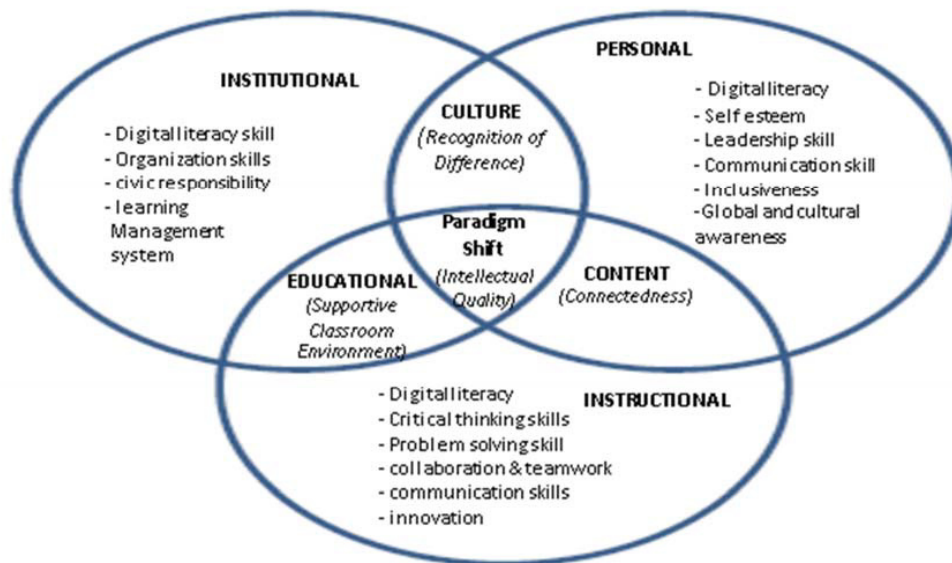 INSTITUTIONAL
- Digital literacy skill
- Organization skills
- civic responsibility
- learning
Management
system
PERSONAL
- Digital literacy
- Self esteem
- Leadership skill
- Communication skill
- Inclusiveness
-Global and cultural
awareness
CULTURE
(Recognition of
Difference)
Paradigm
Shift
(Intellectual
Quality)
EDUCATIONAL
(Supportive
Classroom
Environment)
CONTENT
(Connectedness)
INSTRUCTIONAL
- Digital literacy
- Critical thinking skills
- Problem solving skill
- collaboration & teamwork
- communication skills
- innovation